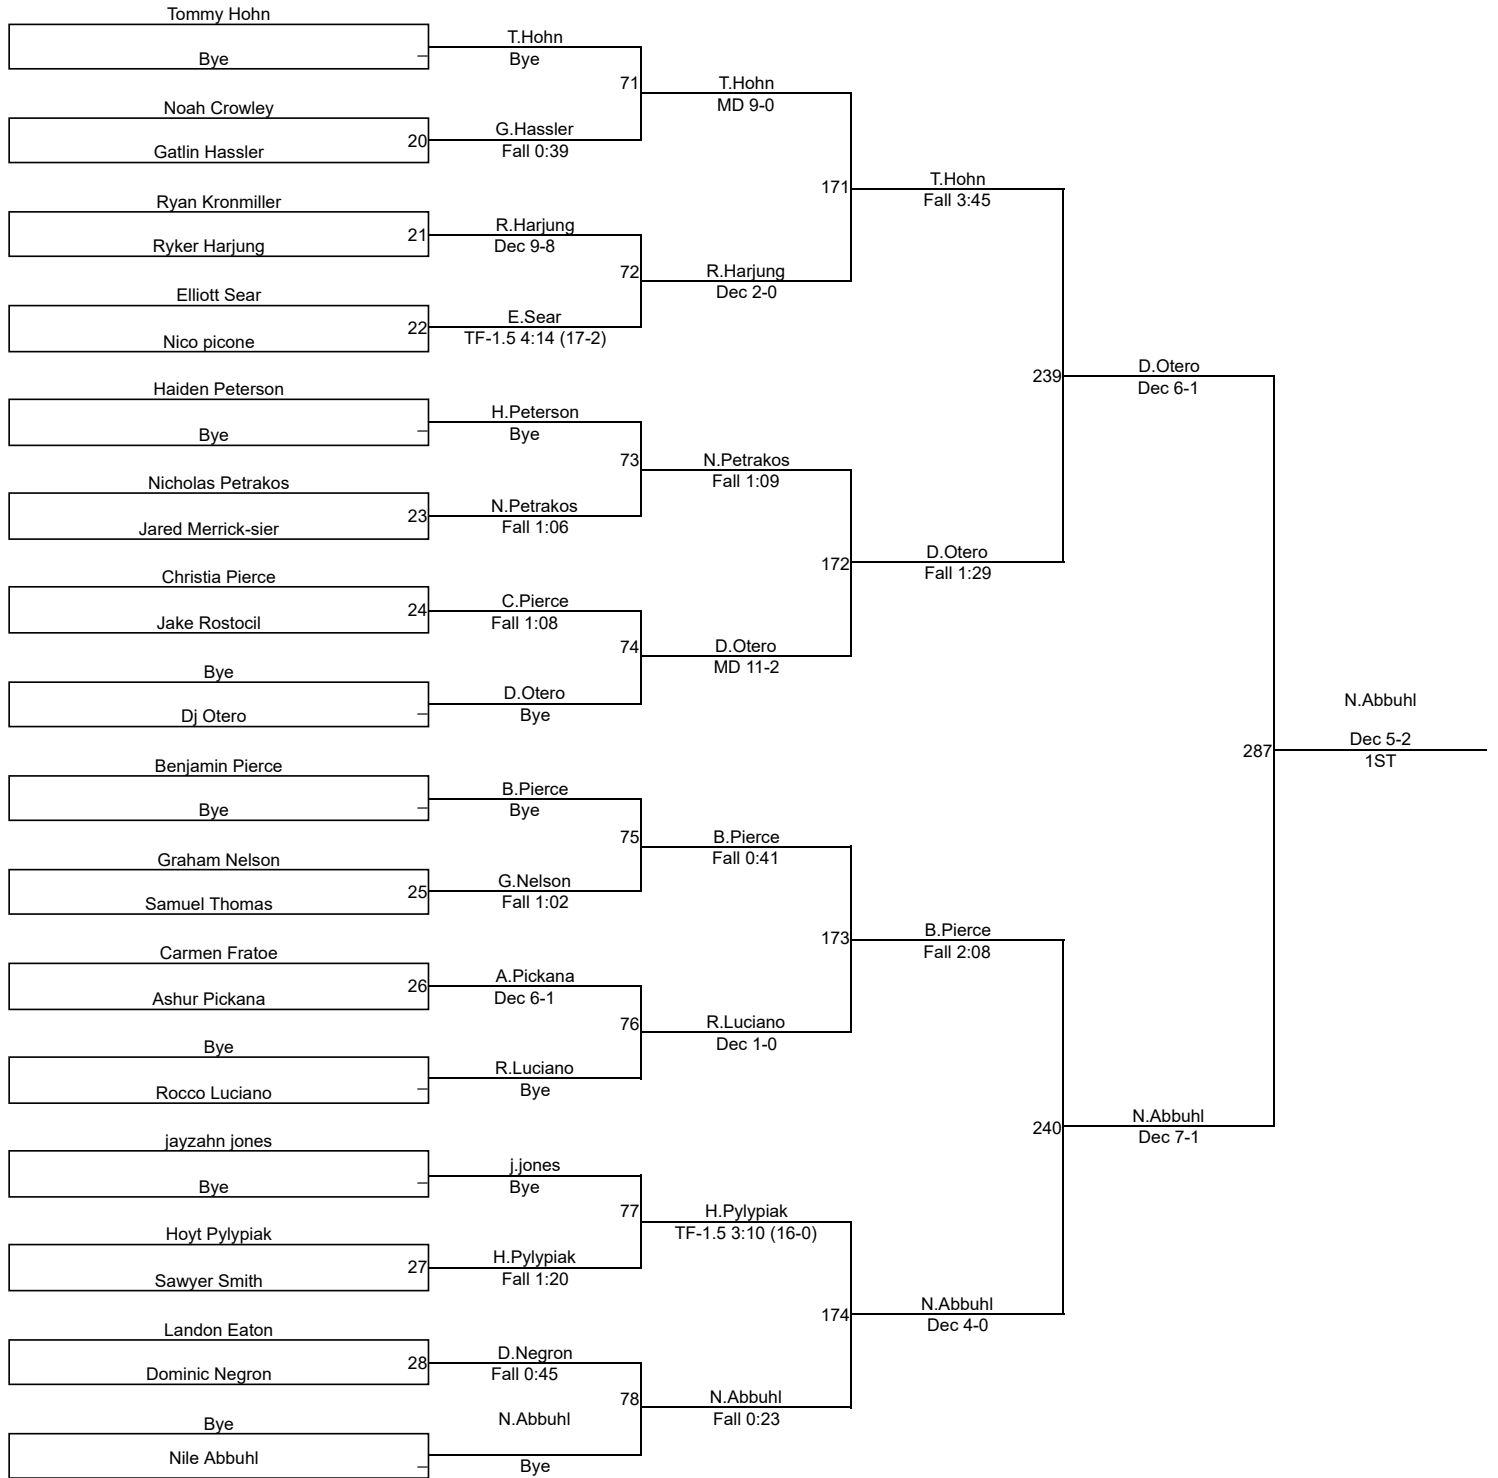 Tommy Hohn
Bye
Noah Crowley
20
Gatlin Hassler
Ryan Kronmiller
21
Ryker Harjung
Elliott Sear
22
Nico picone
Haiden Peterson
Bye
Nicholas Petrakos
23
Jared Merrick-sier
Christia Pierce
24
Jake Rostocil
Bye
Dj Otero
Benjamin Pierce
Bye
Graham Nelson
25
Samuel Thomas
Carmen Fratoe
26
Ashur Pickana
Bye
Rocco Luciano
jayzahn jones
Bye
Hoyt Pylypiak
27
Sawyer Smith
Landon Eaton
28
Dominic Negron
Bye
Nile Abbuhl
T.Hohn
Bye
71
G.Hassler
Fall 0:39
R.Harjung
Dec 9-8
72
E.Sear
TF-1.5 4:14 (17-2)
H.Peterson
Bye
73
N.Petrakos
Fall 1:06
C.Pierce
Fall 1:08
74
D.Otero
Bye
B.Pierce
Bye
75
G.Nelson
Fall 1:02
A.Pickana
Dec 6-1
76
R.Luciano
Bye
j.jones
Bye
77
H.Pylypiak
Fall 1:20
D.Negron
Fall 0:45
78
N.Abbuhl
Bye
T.Hohn
MD 9-0
171
R.Harjung
Dec 2-0
N.Petrakos
Fall 1:09
172
D.Otero
MD 11-2
B.Pierce
Fall 0:41
173
R.Luciano
Dec 1-0
H.Pylypiak
TF-1.5 3:10 (16-0)
174
N.Abbuhl
Fall 0:23
T.Hohn
Fall 3:45
239
D.Otero
Fall 1:29
B.Pierce
Fall 2:08
240
N.Abbuhl
Dec 4-0
D.Otero
Dec 6-1
287
N.Abbuhl
Dec 7-1
N.Abbuhl
Dec 5-2
1ST